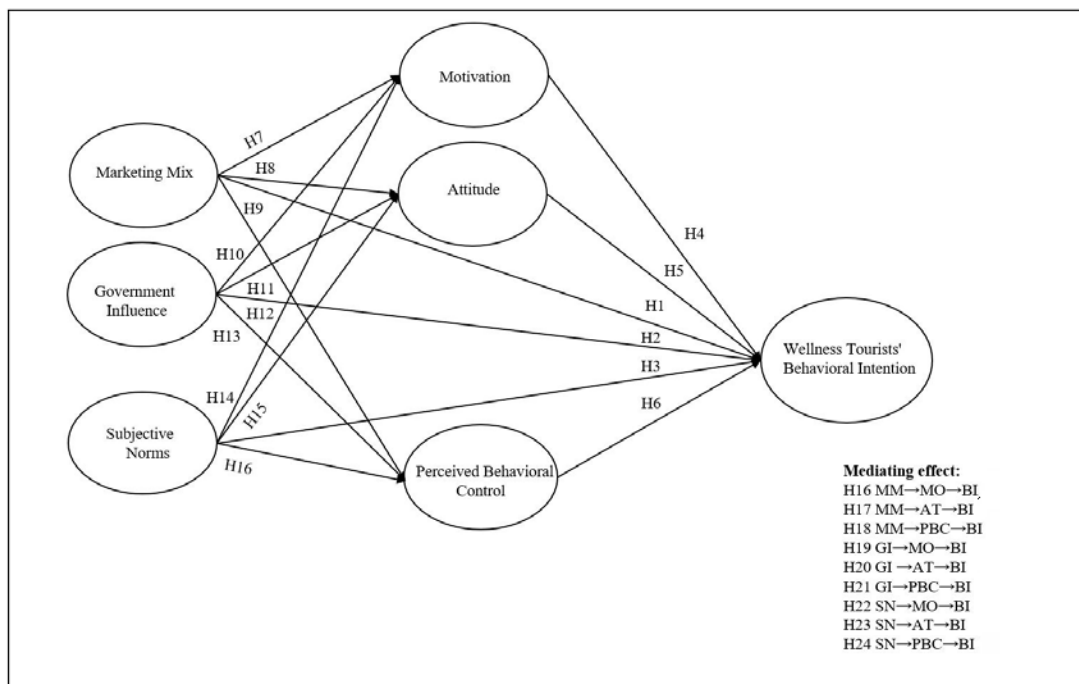 Motivation
H7
Marketing Mix
H8
Attitude
H9
H4
H10
H5
Government
Influence
H11
H1
H12
H2
H13
Wellness Tourists'
Behavioral Intention
H3
H14
H15
H6
Subjective
Norms
H16
Perceived Behavioral
Control
Mediating effect:
H16 MM→MO→BI
H17 MM→AT→BI
H18 MM→PBC→BI
H19 GI→MO→BI
H20 GI →AT→BI
H21 GI→PBC→BI
H22 SN→MO→BI
H23 SN→AT→BI
H24 SN→PBC→BI